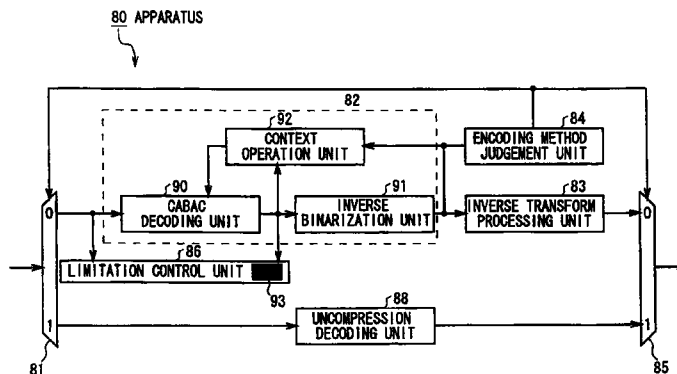 80 APPARATUS
82
92
CONTEXT
OPERATION UNIT
84
ENCODING METHOD
JUDGEMENT UNIT
90
CABAC
DECODING UNIT
91
INVERSE
BINARIZATION UNIT
83
INVERSE TRANSFORM
PROCESSING UNIT
0
0
86
LIMITATION CONTROL UNIT
93
88
UNCOMPRESSION
DECODING UNIT
1
1
81
85